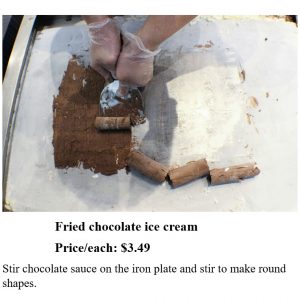 Fried chocolate ice cream
Price/each: $3.49
Stir chocolate sauce on the iron plate and stir to make round
shapes.